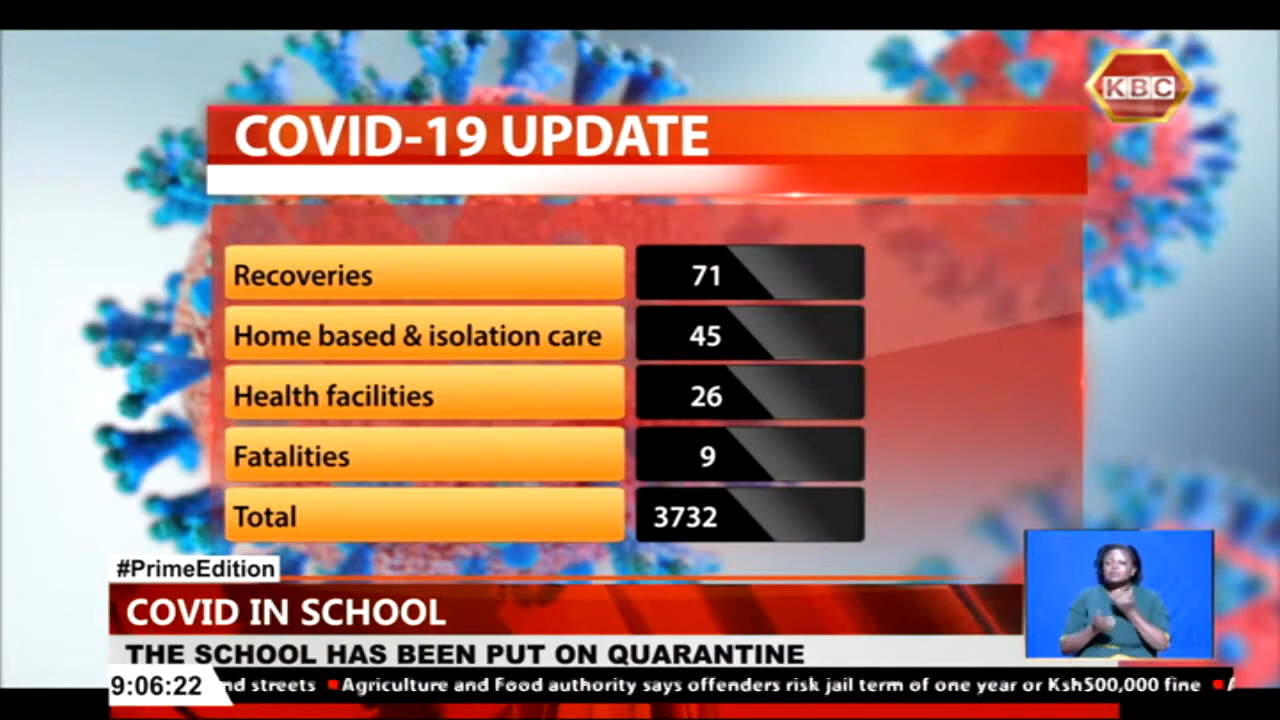 KBC
COVID-19 UPDATE
Recoveries 71
Home based & isolation care 45
Health facilities 26
Fatalities 9
Total 3732
#PrimeEdition
COVID IN SCHOOL
THE SCHOOL HAS BEEN PUT ON QUARANTINE
9:06:22 streets Agriculture and Food authority says offenders risk jail term of one year or Ksh500,000 fine